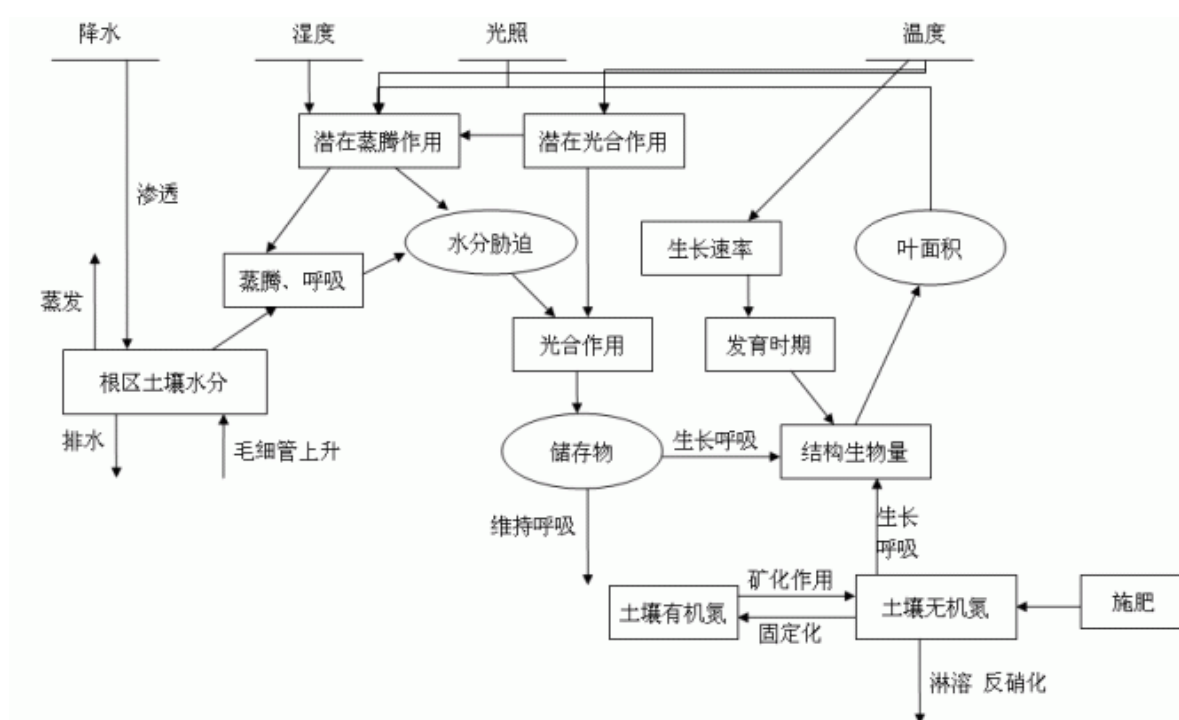 降水
湿度
光照
温度
潜在蒸腾作用
潜在光合作用
渗透
水分胁迫
生长速率
叶面积
蒸腾、呼吸
蒸发
光合作用
发育时期
根区土壤水分
排水
毛细管上升
储存物
生长呼吸
结构生物量
维持呼吸
生长
呼吸
矿化作用
土壤有机氮
土壤无机氮
施肥
固定化
淋溶 反硝化